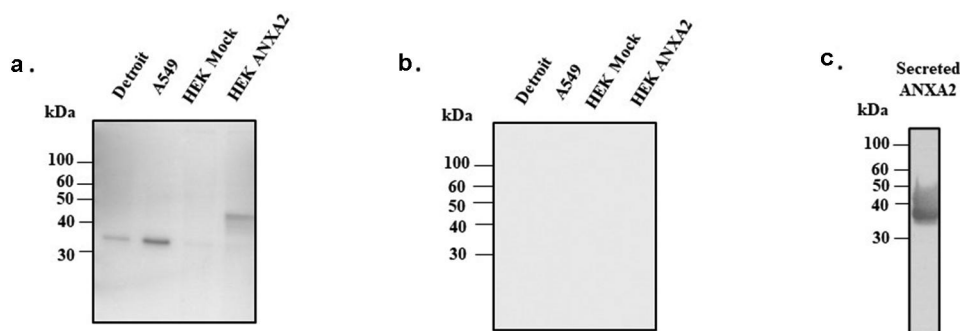 a.
Detroit
A549
HEK Mock
HEK ANXA2
kDa
100
60
50
40
30
b.
Detroit
A549
HEK Mock
HEK ANXA2
kDa
100
60
50
40
30
c.
Secreted
ANXA2
kDa
100
60
50
40
30